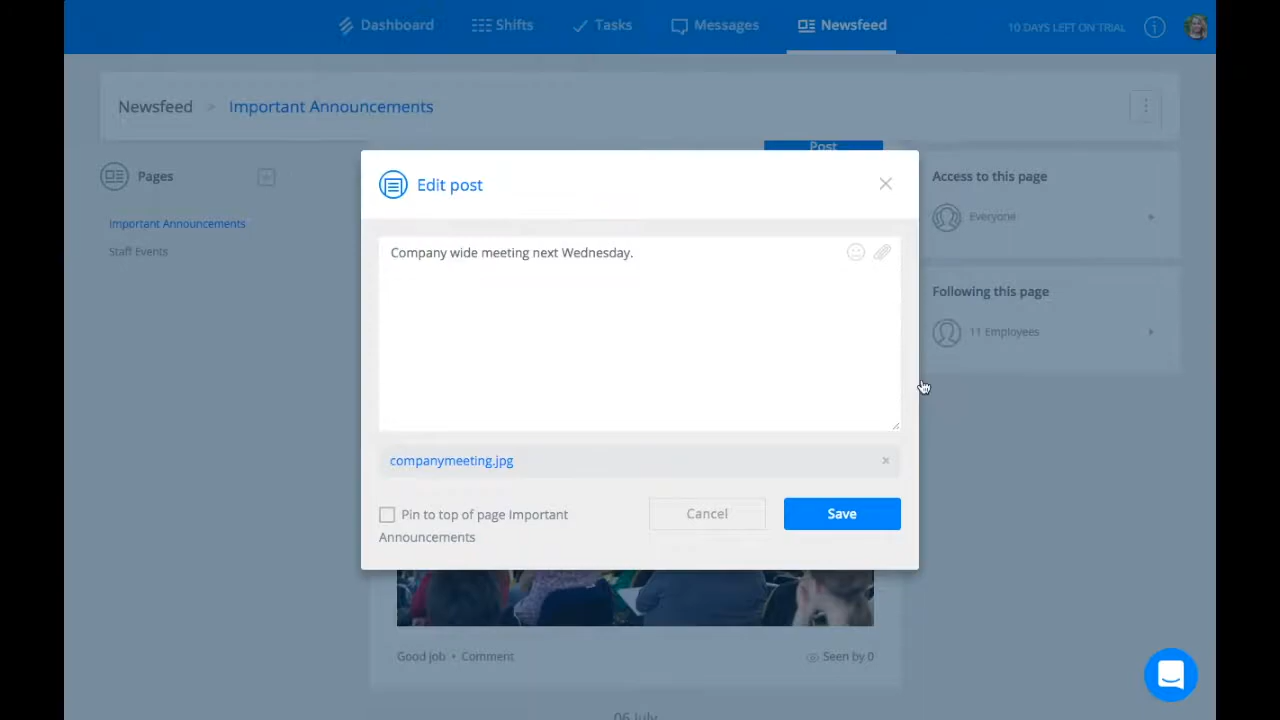 Dashboard
Shifts
Tasks
Messages
Newsfeed
10 DAYS LEFT ON TRIAL
Newsfeed > Important Announcements
Post
Pages
Important Announcements
Staff Events
Edit post
Company wide meeting next Wednesday.
companymeeting.jpg
Pin to top of page Important
Announcements
Cancel
Save
Access to this page
Everyone
Following this page
11 Employees
Good job • Comment
Seen by 0
06 July